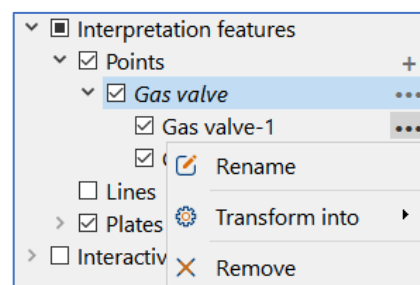 Interpretation features
Points
Gas valve
Gas valve-1
Rename
Lines
Transform into
Plates
Interactiv
Remove